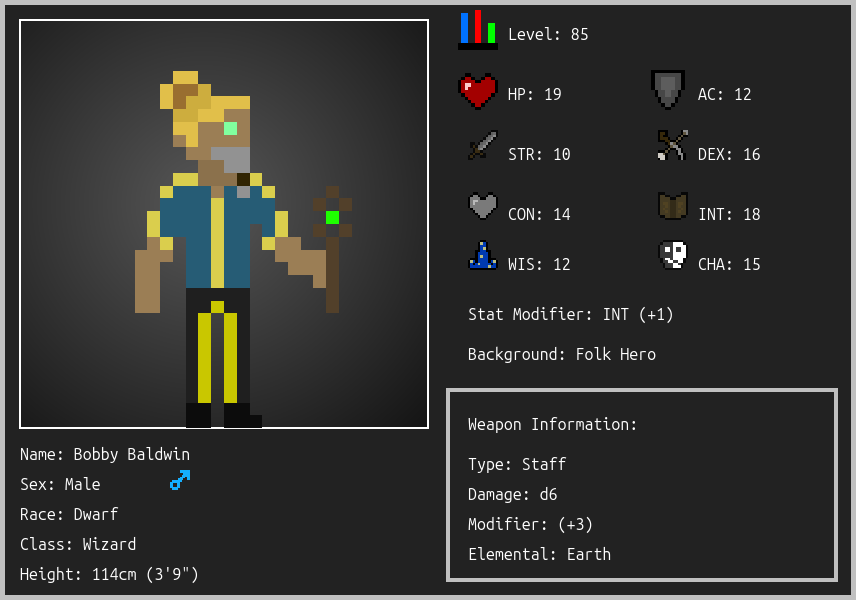 Level: 85
HP: 19
AC: 12
STR: 10
DEX: 16
CON: 14
INT: 18
WIS: 12
CHA: 15
Stat Modifier: INT (+1)
Background: Folk Hero
Weapon Information:
Type: Staff
Damage: d6
Modifier: (+3)
Elemental: Earth
Name: Bobby Baldwin
Sex: Male
Race: Dwarf
Class: Wizard
Height: 114cm (3'9")